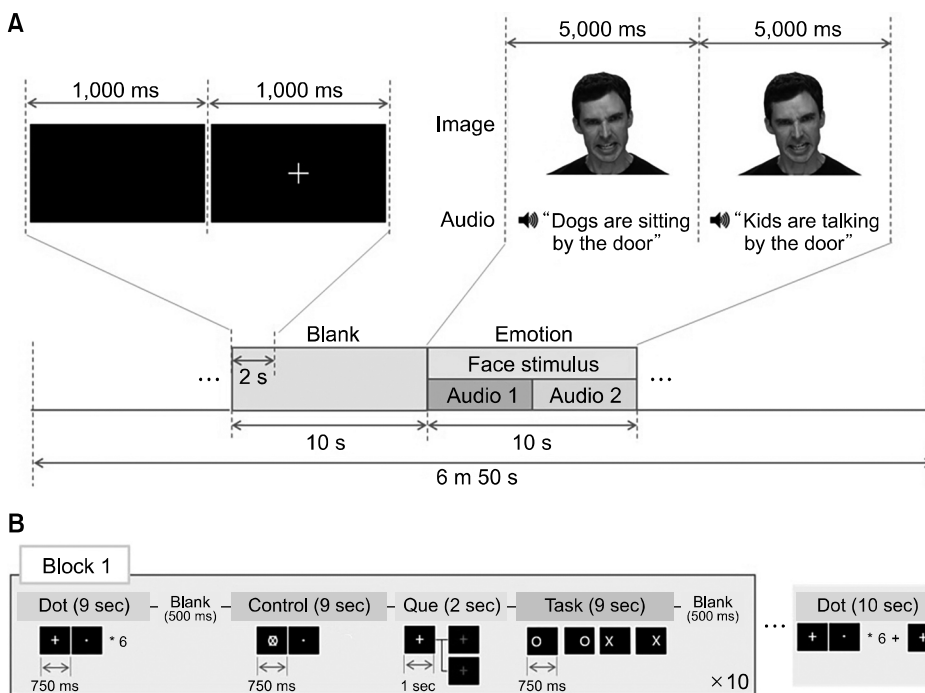 A
5,000 ms 5,000 ms
1,000 ms 1,000 ms
Image
Audio
"Dogs are sitting by the door"
"Kids are talking by the door"
Blank Emotion
Face stimulus
... 2 s Audio 1 Audio 2 ...
10 s 10 s
6 m 50 s
B
Block 1
Dot (9 sec) Blank (500 ms) Control (9 sec) Que (2 sec) Task (9 sec) Blank (500 ms) ... Dot (10 sec)
* 6 O O X X * 6 +
750 ms 750 ms 1 sec 750 ms ×10